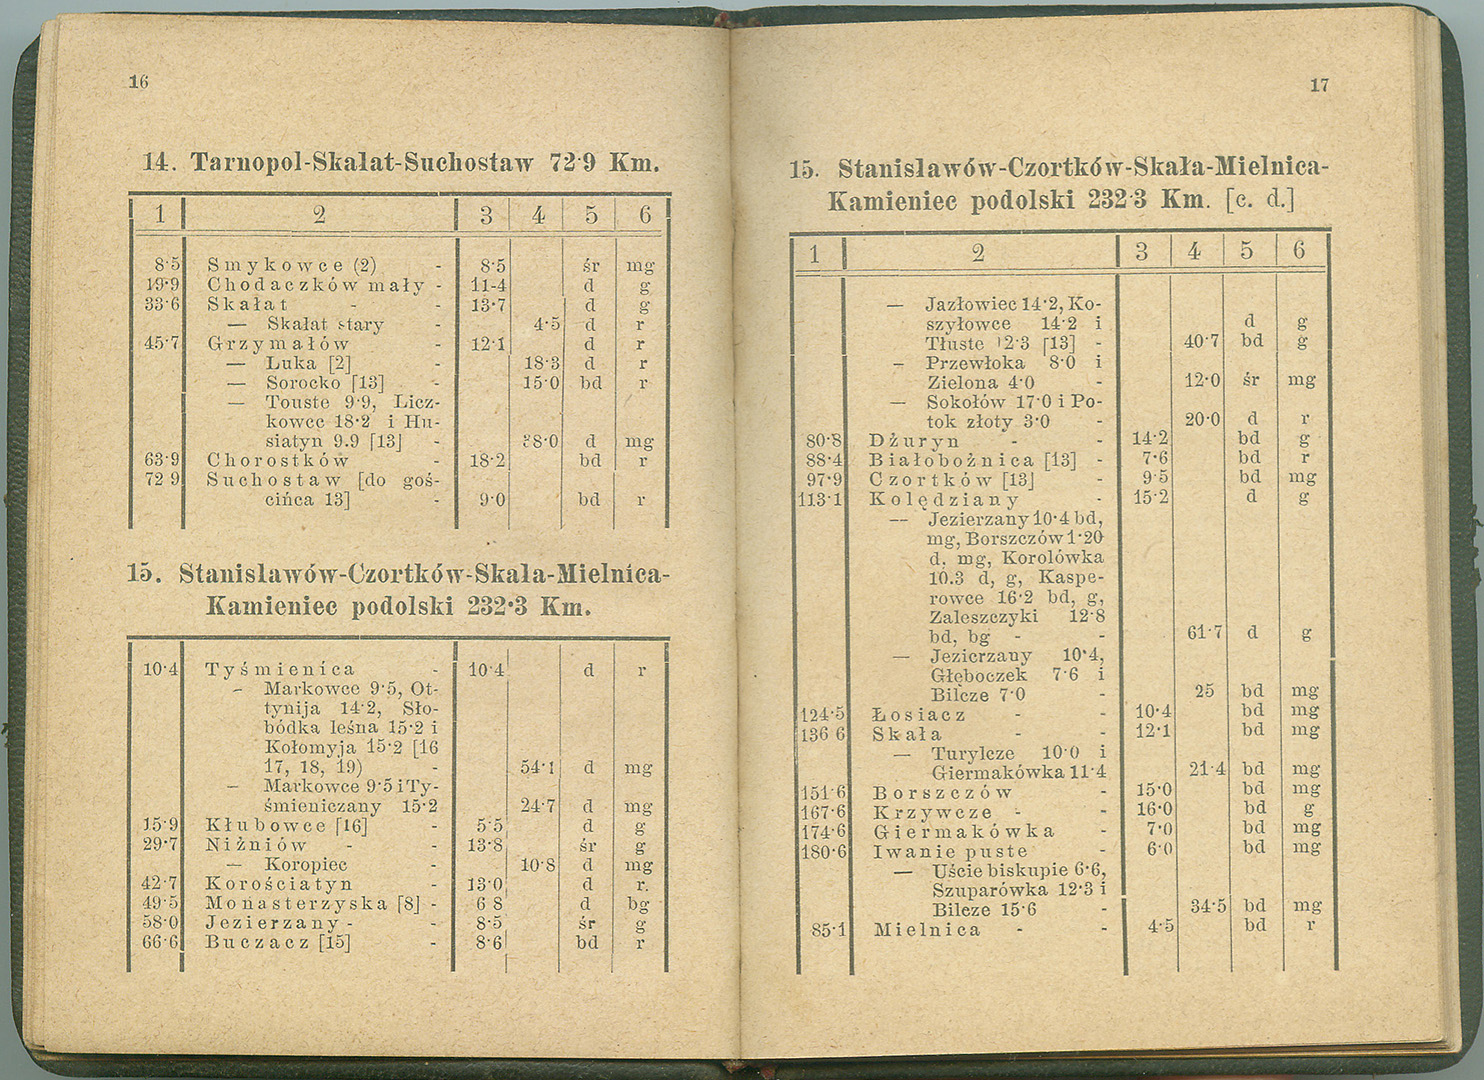 16
14. Tarnopol-Skałat-Suchostaw 72·9 Km.
1 2 3 4 5 6
8·5 Smykowce (2) - 8·5 śr mg
19·9 Chodaczków mały - 11-4 d g
33·6 Skałat - - 13·7 d g
— Skałat stary - 4·5 d r
45·7 Grzymałów - 12·1 d r
— Luka [2] - 18·3 d r
— Sorocko [13] - 15·0 bd r
— Touste 9·9, Licz-
kowce 18·2 i Hu-
siatyn 9.9 [13] - 38·0 d mg
63·9 Chorostków - 18·2 bd r
72 9 Suchostaw [do goś-
cińca 13] - 9·0 bd r
15. Stanisławów-Czortków-Skała-Mielnica-
Kamieniec podolski 232·3 Km.
10·4 Tyśmienica - 10·4 d r
- Markowce 9·5, Ot-
tynija 14·2, Sło-
bódka leśna 15·2 i
Kołomyja 15·2 [16
17, 18, 19) - 54·1 d mg
— Markowce 9·5 i Ty-
śmieniczany 15·2 24·7 d mg
15·9 Kłubowce [16] - 5·5 d g
29·7 Niżniów - - 13·8 śr g
— Koropiec 10·8 d mg
42·7 Korościatyn - 13·0 d r.
49·5 Monasterzyska [8] - 6 8 d bg
58·0 Jezierzany - 8·5 śr g
66·6 Buczacz [15] - 8·6 bd r
17
15. Stanisławów-Czortków-Skała-Mielnica-
Kamieniec podolski 232·3 Km. [c. d.]
1 2 3 4 5 6
— Jazłowiec 14·2, Ko-
szyłowce 14·2 i d g
Tłuste 12·3 [13] - 40·7 bd g
— Przewłoka 8·0 i
Zielona 4·0 - 12·0 śr mg
— Sokołów 17·0 i Po-
tok złoty 3·0 - 20·0 d r
80·8 Dżuryn - - 14·2 bd g
88·4 Białobożnica [13] - 7·6 bd r
97·9 Czortków [13] - 9·5 bd mg
113·1 Kolędziany - 15·2 d g
— Jezierzany 10·4 bd,
mg, Borszczów 1·20
d, mg, Korolówka
10.3 d, g, Kaspe-
rowce 16·2 bd, g,
Zaleszczyki 12·8
bd, bg - - 61·7 d g
— Jezierzany 10·4,
Głęboczek 7·6 i
Bilcze 7·0 - 25 bd mg
124·5 Łosiacz - - 10·4 bd mg
136 6 Skała - - 12·1 bd mg
— Turylcze 10·0 i
Giermakówka 11·4 21·4 bd mg
151·6 Borszczów - 15·0 bd mg
167·6 Krzywcze - - 16·0 bd g
174·6 Giermakówka - 7·0 bd mg
180·6 Iwanie puste - 6·0 bd mg
— Uście biskupie 6·6,
Szuparówka 12·3 i
Bilcze 15·6 - 34·5 bd mg
85·1 Mielnica - - 4·5 bd r